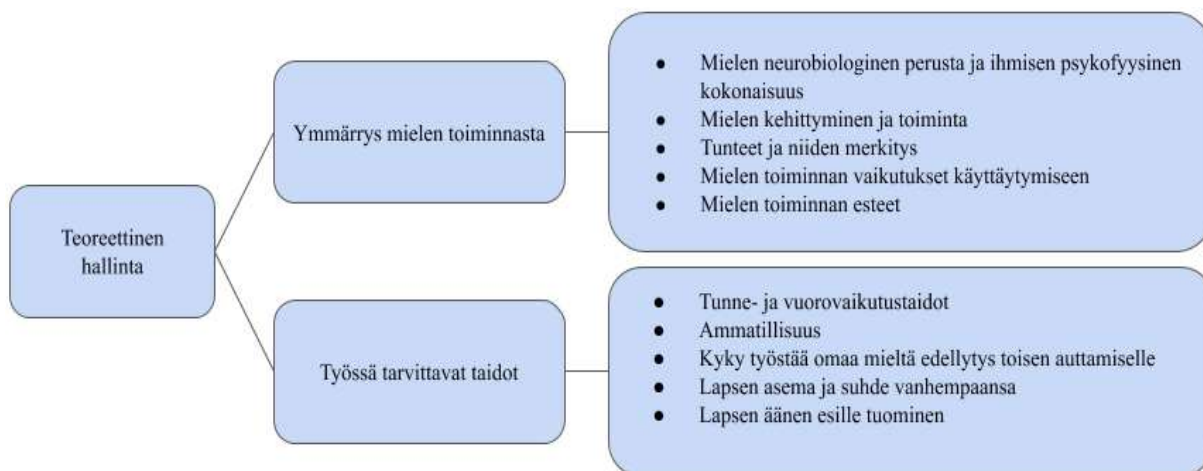 Teoreettinen
hallinta
Ymmärrys mielen toiminnasta
● Mielen neurobiologinen perusta ja ihmisen psykofyysinen
kokonaisuus
● Mielen kehittyminen ja toiminta
● Tunteet ja niiden merkitys
● Mielen toiminnan vaikutukset käyttäytymiseen
● Mielen toiminnan esteet
Työssä tarvittavat taidot
● Tunne- ja vuorovaikutustaidot
● Ammatillisuus
● Kyky työstää omaa mieltä edellytys toisen auttamiselle
● Lapsen asema ja suhde vanhempaansa
● Lapsen äänen esille tuominen